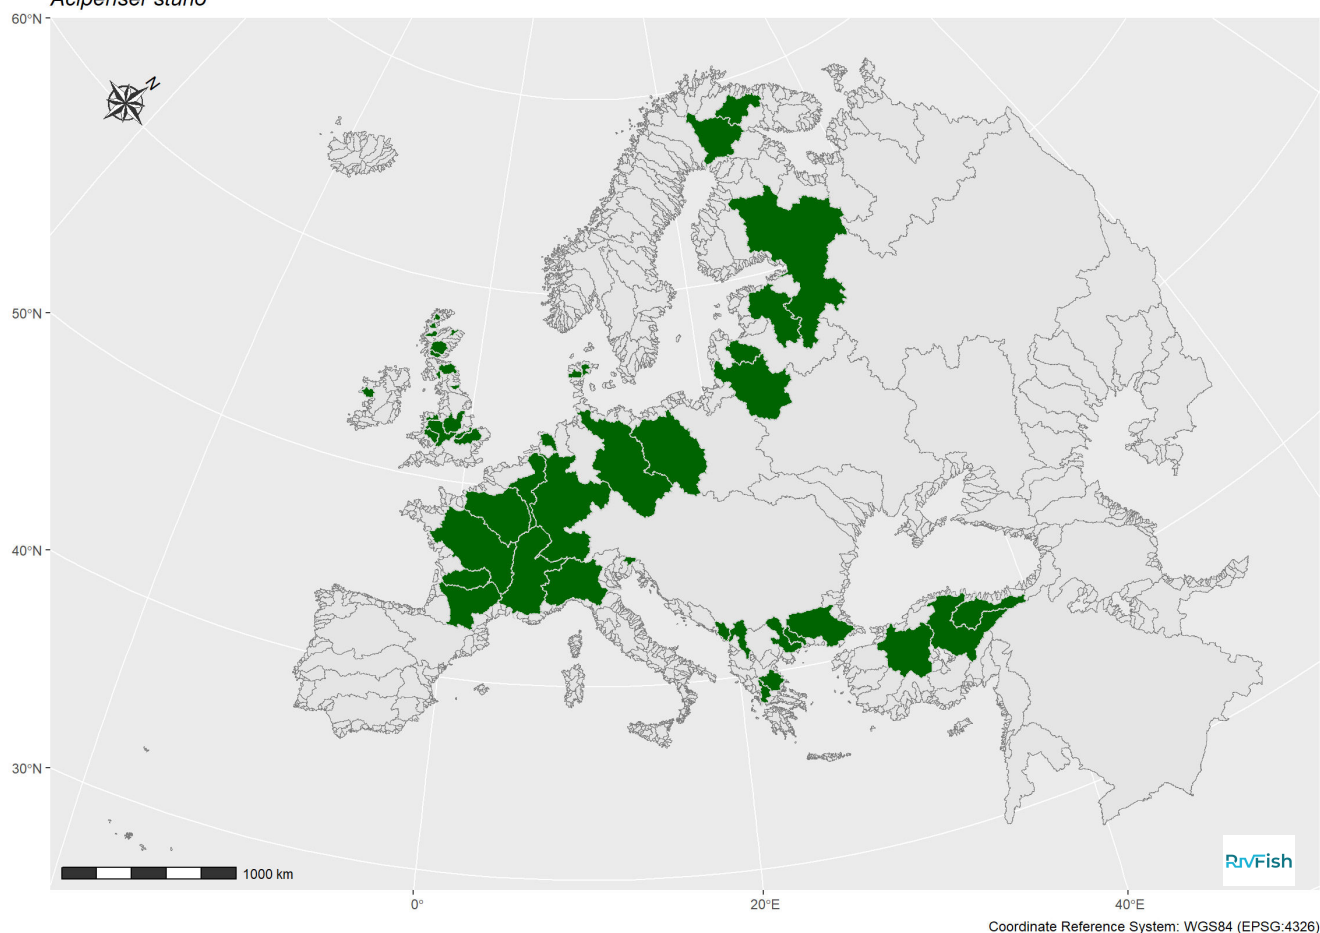 Acipenser sturio
60°N
N
50°N
40°N
30°N
1000 km
RIVFish
0°
20°E
40°E
Coordinate Reference System: WGS84 (EPSG:4326)